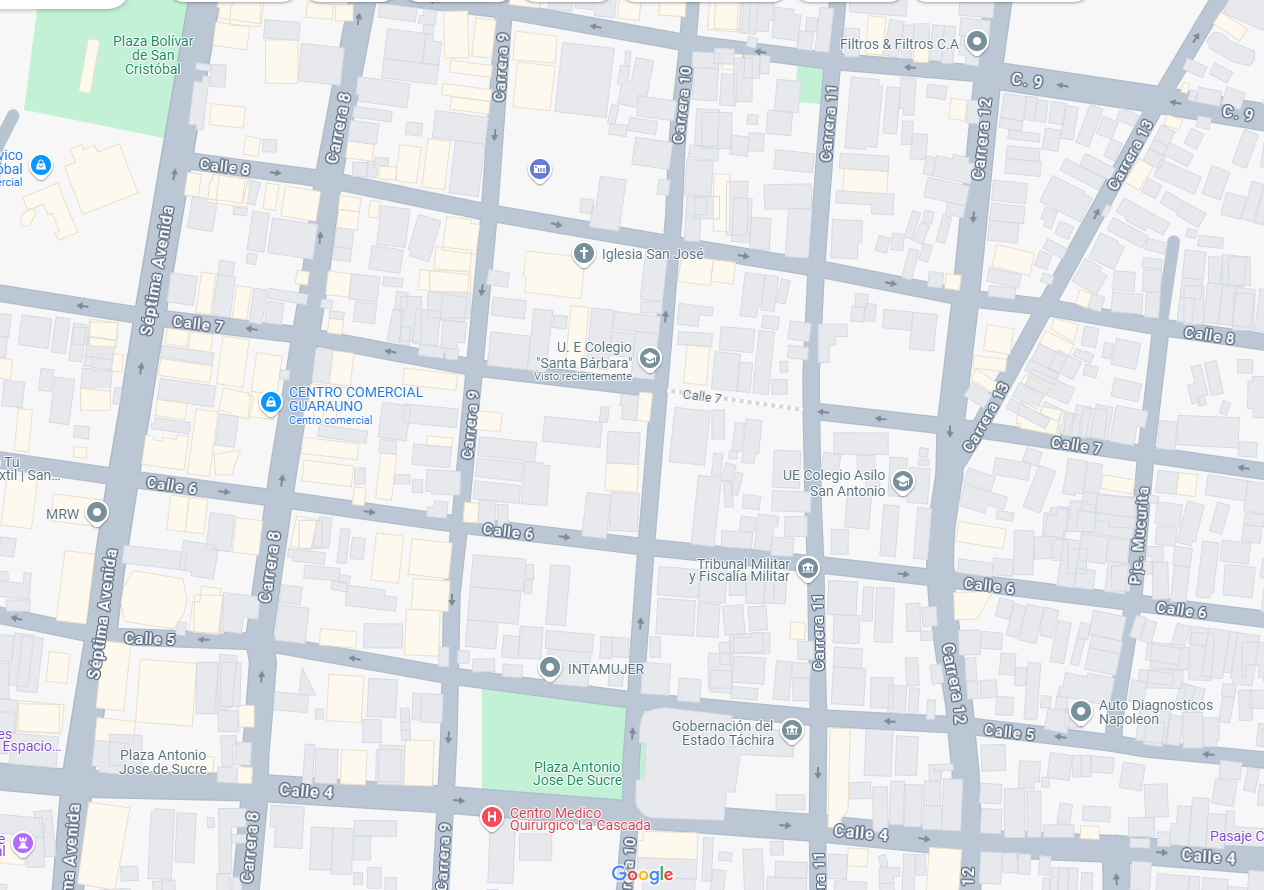 Plaza Bolívar
de San
Cristóbal
Carrera 9
Filtros & Filtros C.A
C. 9
C. 9
Carrera 8
Carrera 10
Carrera 11
Carrera 12
Carrera 13
Calle 8
Séptima Avenida
Iglesia San José
Calle 7
U. E Colegio
"Santa Bárbara"
Visto recientemente
Calle 8
CENTRO COMERCIAL
GUARAUNO
Centro comercial
Calle 7
Carrera 9
Carrera 13
Calle 7
Tu
San...
Calle 6
MRW
UE Colegio Asilo
San Antonio
Calle 6
Pje. Mucurita
Carrera 8
Séptima Avenida
Tribunal Militar
y Fiscalía Militar
Calle 6
Calle 6
Carrera 11
Calle 5
INTAMUJER
Carrera 12
Auto Diagnosticos
Napoleon
Calle 5
Gobernación del
Estado Táchira
Espacio...
Plaza Antonio
Jose de Sucre
Plaza Antonio
Jose De Sucre
Calle 4
Centro Medico
Quirurgico La Cascada
H
Calle 4
Calle 4
Pasaje C
Avenida
Carrera 8
Carrera 9
10
11
12
Google